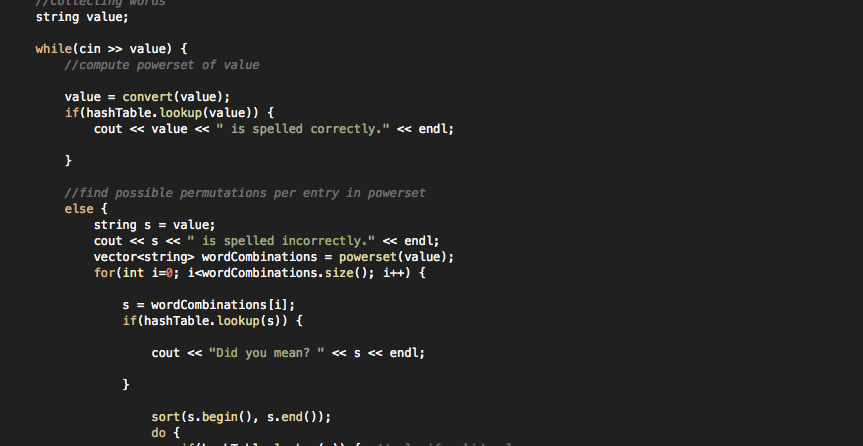 //Collecting words
string value;
while(cin >> value) {
//compute powerset of value
value = convert(value);
if(hashTable.lookup(value)) {
cout << value << " is spelled correctly." << endl;
}
//find possible permutations per entry in powerset
else {
string s = value;
cout << s << " is spelled incorrectly." << endl;
vector<string> wordCombinations = powerset(value);
for(int i=0; i<wordCombinations.size(); i++) {
s = wordCombinations[i];
if(hashTable.lookup(s)) {
cout << "Did you mean? " << s << endl;
}
sort(s.begin(), s.end());
do {